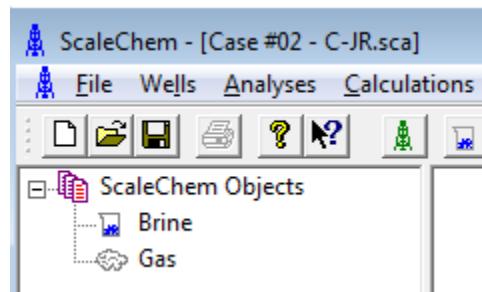 ScaleChem - [Case #02 - C-JR.sca]
File Wells Analyses Calculations
ScaleChem Objects
Brine
Gas